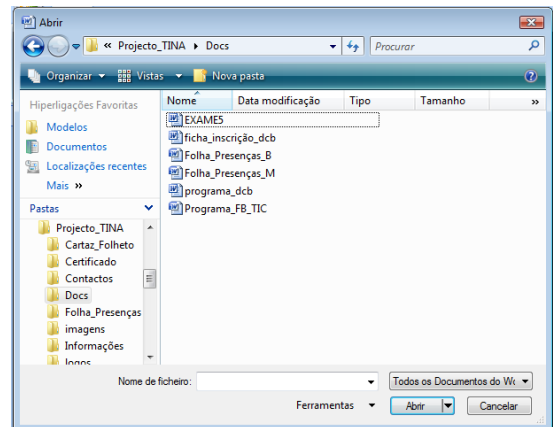 Abrir
« Projecto_TINA Docs Procurar
Organizar Vistas Nova pasta
Hiperligações Favoritas
Modelos
Documentos
Localizações recentes
Mais »
Pastas
Projecto_TINA
Cartaz_Folheto
Certificado
Contactos
Docs
Folha_Presenças
imagens
Informações
logos
Nome Data modificação Tipo Tamanho »
EXAME5
ficha_inscrição_dcb
Folha_Presenças_B
Folha_Presenças_M
programa_dcb
Programa_FB_TIC
Nome de ficheiro: Todos os Documentos do
Ferramentas Abrir Cancelar